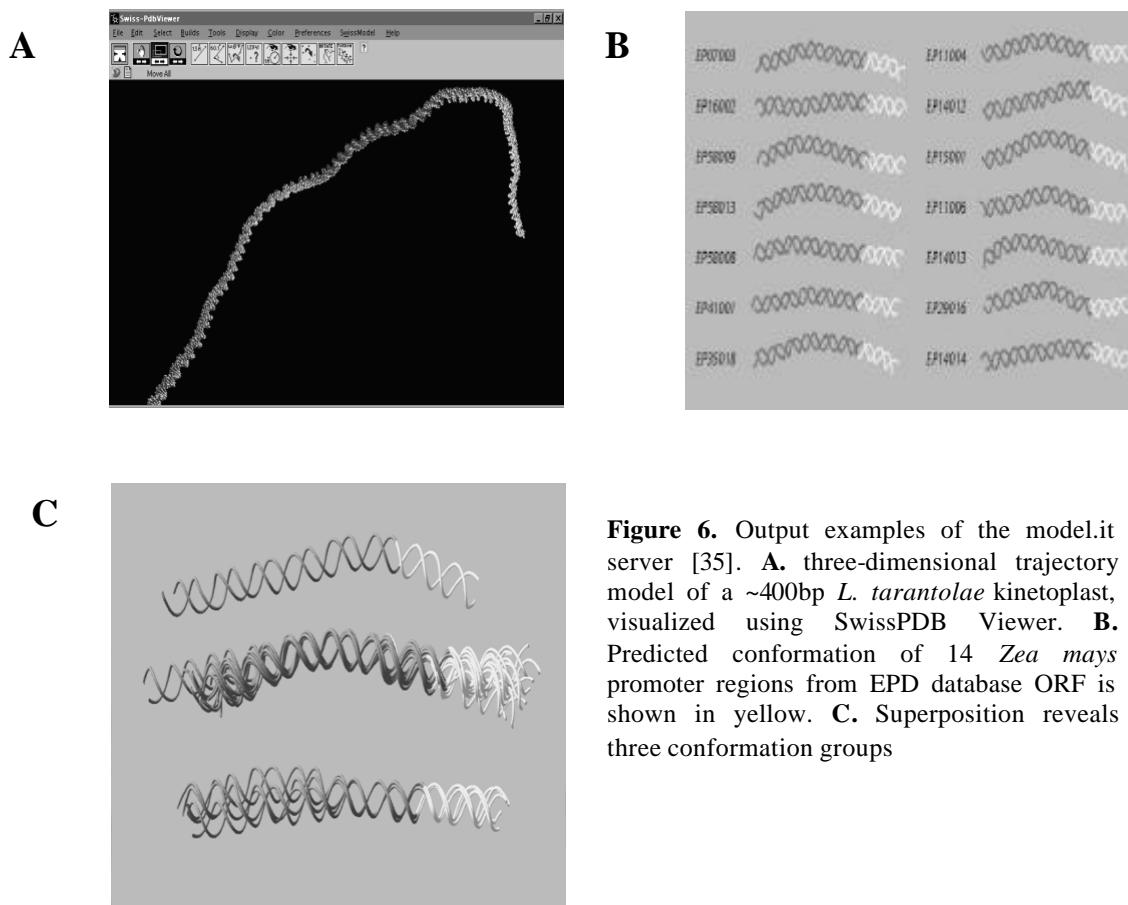 A
Swiss-PdbViewer
File Edit Select Builds Tools Display Color Preferences SwissModel Help
Move All
B
EP07003
EP11004
EP16002
EP14012
EP58009
EP15001
EP58013
EP11006
EP58008
EP14013
EP41001
EP29016
EP35018
EP14014
C
Figure 6. Output examples of the model.it
server [35]. A. three-dimensional trajectory
model of a ~400bp L. tarantolae kinetoplast,
visualized using SwissPDB Viewer. B.
Predicted conformation of 14 Zea mays
promoter regions from EPD database ORF is
shown in yellow. C. Superposition reveals
three conformation groups